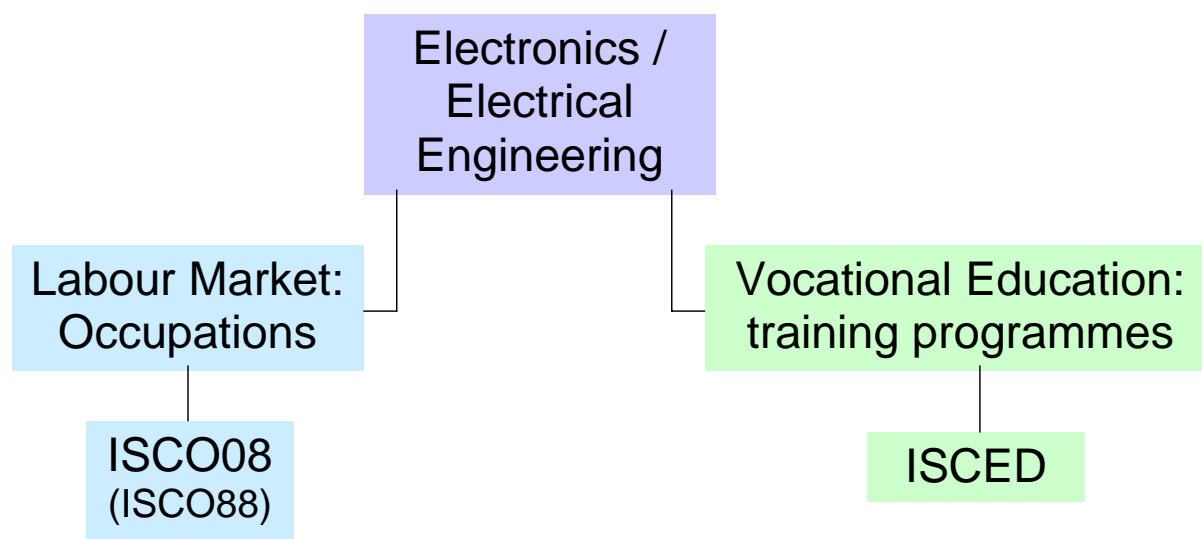 Electronics /
Electrical
Engineering
Labour Market:
Occupations
Vocational Education:
training programmes
ISCO08
(ISCO88)
ISCED